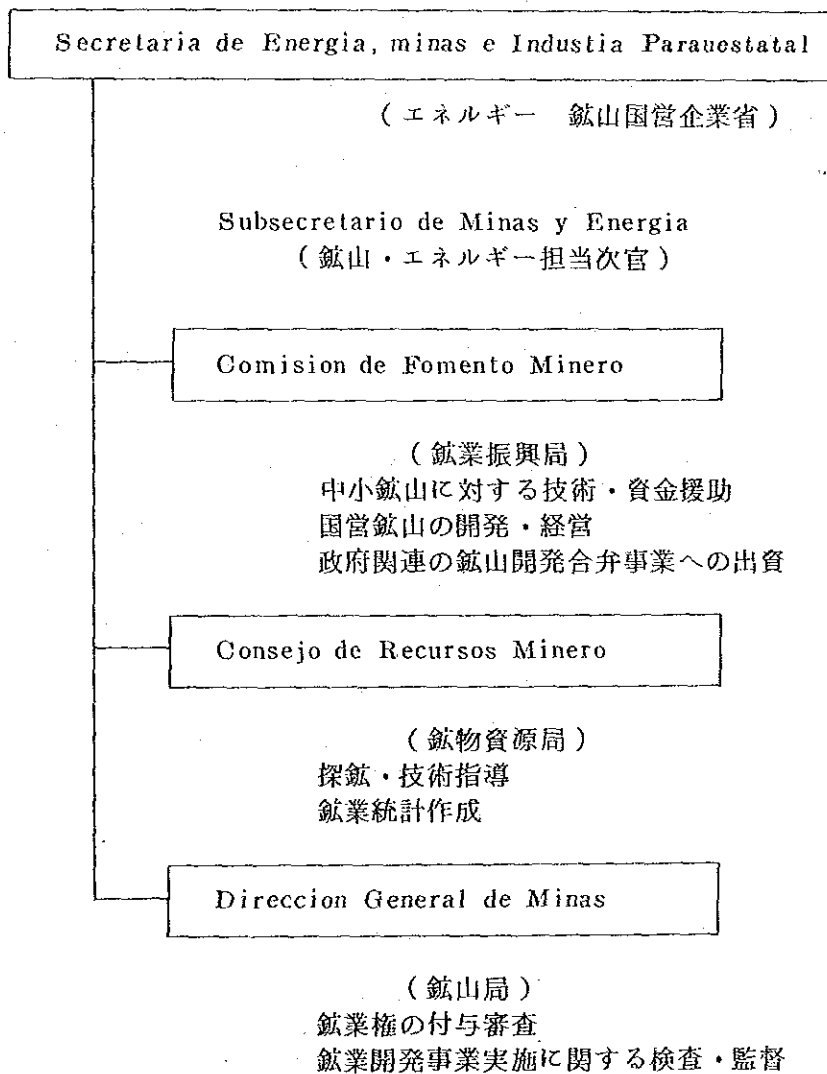 Secretaria de Energia, minas e Industia Parauestatal
(エネルギー 鉱山国営企業省)
Subsecretario de Minas y Energia
(鉱山・エネルギー担当次官)
Comision de Fomento Minero
(鉱業振興局)
中小鉱山に対する技術・資金援助
国営鉱山の開発・経営
政府関連の鉱山開発合弁事業への出資
Consejo de Recursos Minero
(鉱物資源局)
探鉱・技術指導
鉱業統計作成
Direccion General de Minas
(鉱山局)
鉱業権の付与審査
鉱業開発事業実施に関する検査・監督